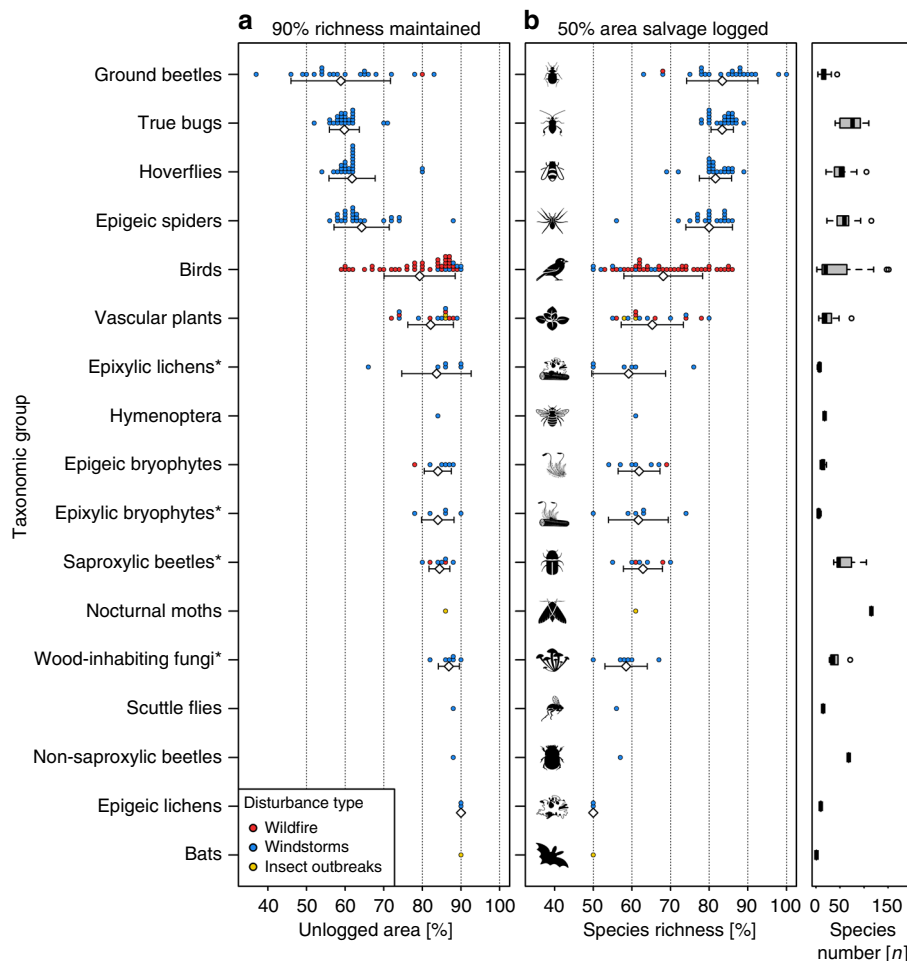 a 90% richness maintained
b 50% area salvage logged
Taxonomic group
Ground beetles
True bugs
Hoverflies
Epigeic spiders
Birds
Vascular plants
Epixylic lichens*
Hymenoptera
Epigeic bryophytes
Epixylic bryophytes*
Saproxylic beetles*
Nocturnal moths
Wood-inhabiting fungi*
Scuttle flies
Non-saproxylic beetles
Epigeic lichens
Bats
Disturbance type
Wildfire
Windstorms
Insect outbreaks
40 50 60 70 80 90 100
Unlogged area [%]
40 50 60 70 80 90 100
Species richness [%]
0 50 150
Species
number [n]